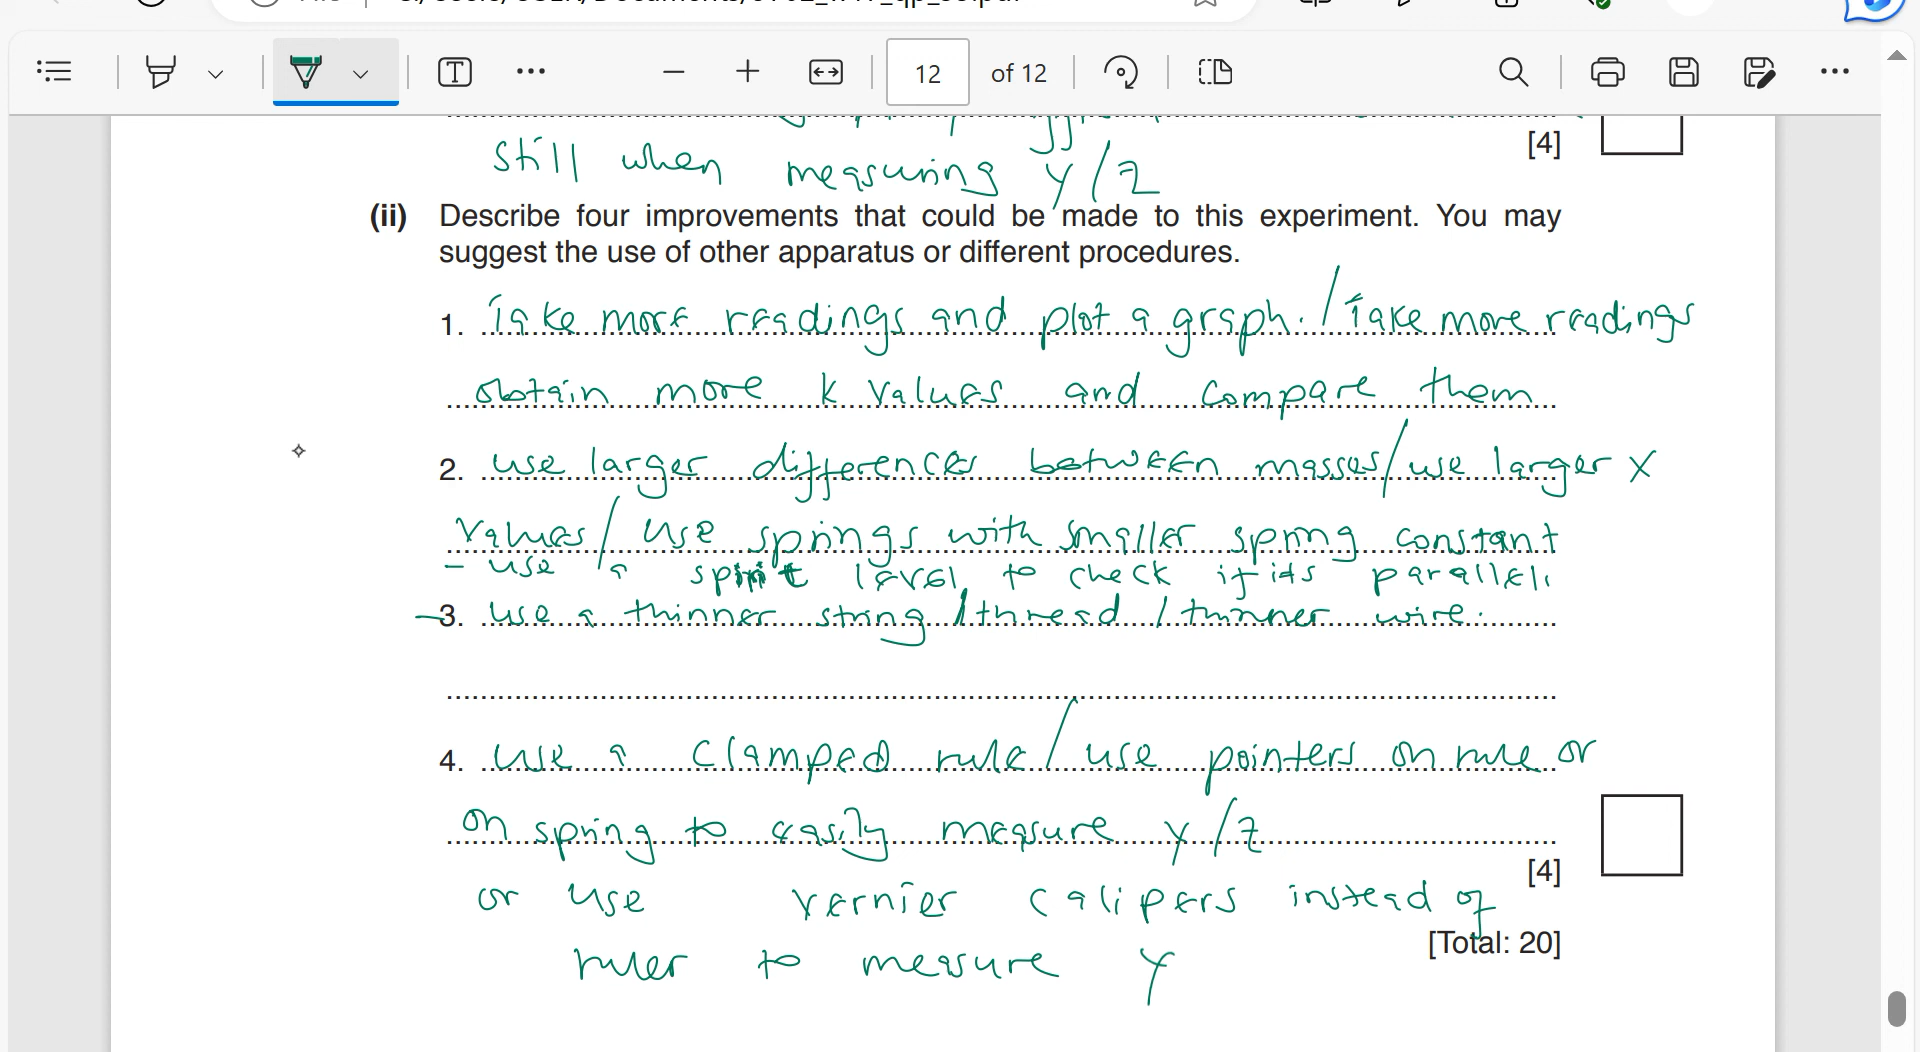 12 of 12
[4]
still when measuring y/z
(ii) Describe four improvements that could be made to this experiment. You may
suggest the use of other apparatus or different procedures.
1. Take more readings and plot a graph. / Take more readings
obtain more k values and compare them
2. use larger differences between masses / use larger x
values / use springs with smaller spring constant
- use a spirit level to check if its parallel.
-3. use a thinner string / thread / thinner wire.
4. use a clamped rule / use pointers on rule or
on spring to easily measure y/z
[4]
or use vernier calipers instead of
[Total: 20]
ruler to measure y